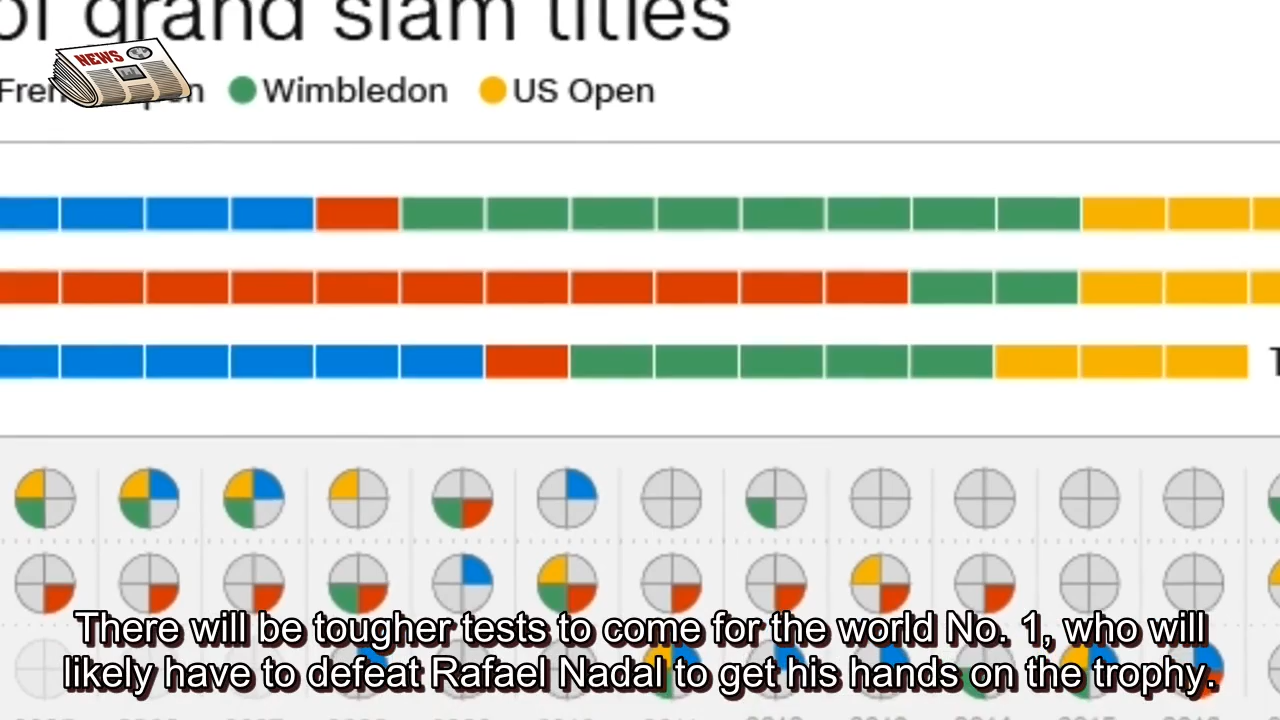 of grand slam titles
NEWS
Wimbledon US Open
There will be tougher tests to come for the world No. 1, who will
likely have to defeat Rafael Nadal to get his hands on the trophy.